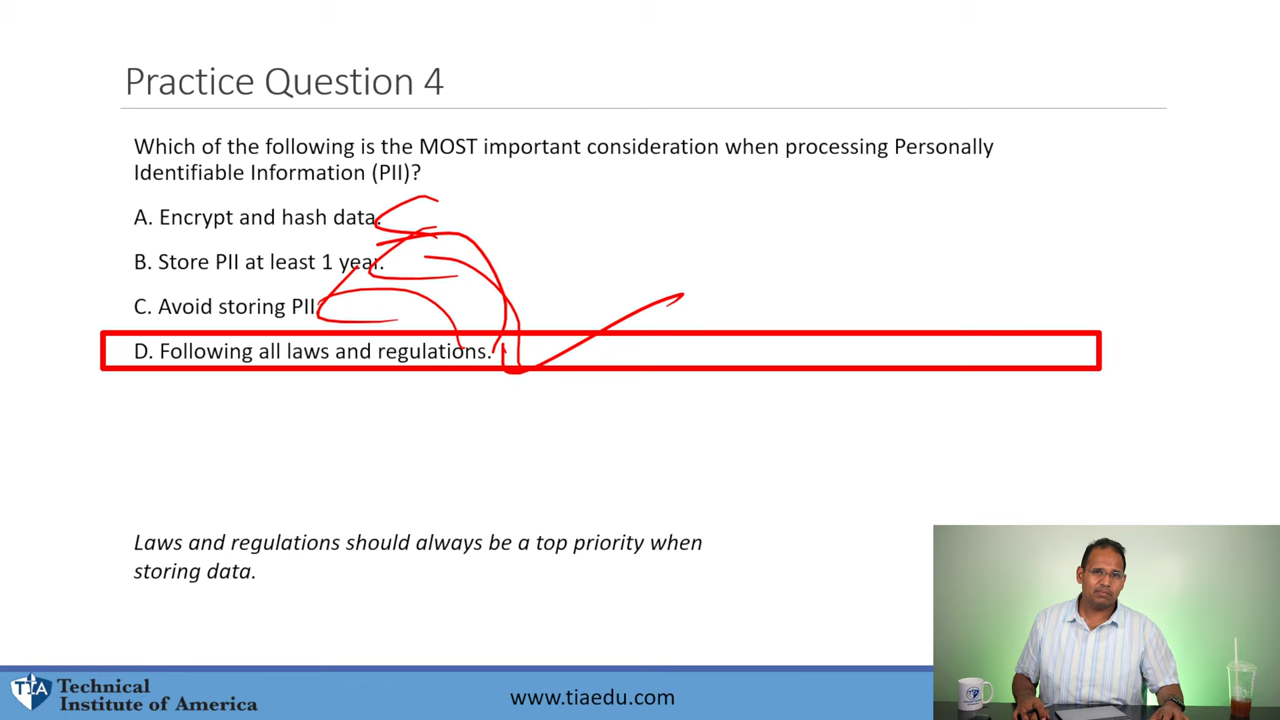 Practice Question 4
Which of the following is the MOST important consideration when processing Personally
Identifiable Information (PII)?
A. Encrypt and hash data.
B. Store PII at least 1 year.
C. Avoid storing PII.
D. Following all laws and regulations.
Laws and regulations should always be a top priority when
storing data.
TIA
Technical
Institute of America
www.tiaedu.com